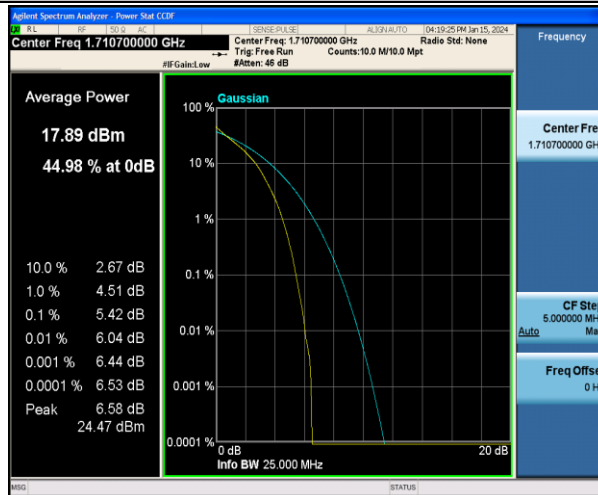 Agilent Spectrum Analyzer - Power Stat CCDF
RL RF 50 Ω AC SENSE:PULSE ALIGN AUTO 04:19:25 PM Jan 15, 2024
Center Freq 1.710700000 GHz
Center Freq: 1.710700000 GHz Radio Std: None
Trig: Free Run Counts:10.0 M/10.0 Mpt
#IFGain:Low #Atten: 46 dB
Frequency
Average Power
17.89 dBm
44.98 % at 0dB
10.0 % 2.67 dB
1.0 % 4.51 dB
0.1 % 5.42 dB
0.01 % 6.04 dB
0.001 % 6.44 dB
0.0001 % 6.53 dB
Peak 6.58 dB
24.47 dBm
Gaussian
100 %
10 %
1 %
0.1 %
0.01 %
0.001 %
0.0001 %
0 dB 20 dB
Info BW 25.000 MHz
Center Fre
1.710700000 GH
CF Ste
5.000000 MH
Auto Ma
Freq Offse
0 H
MSG STATUS